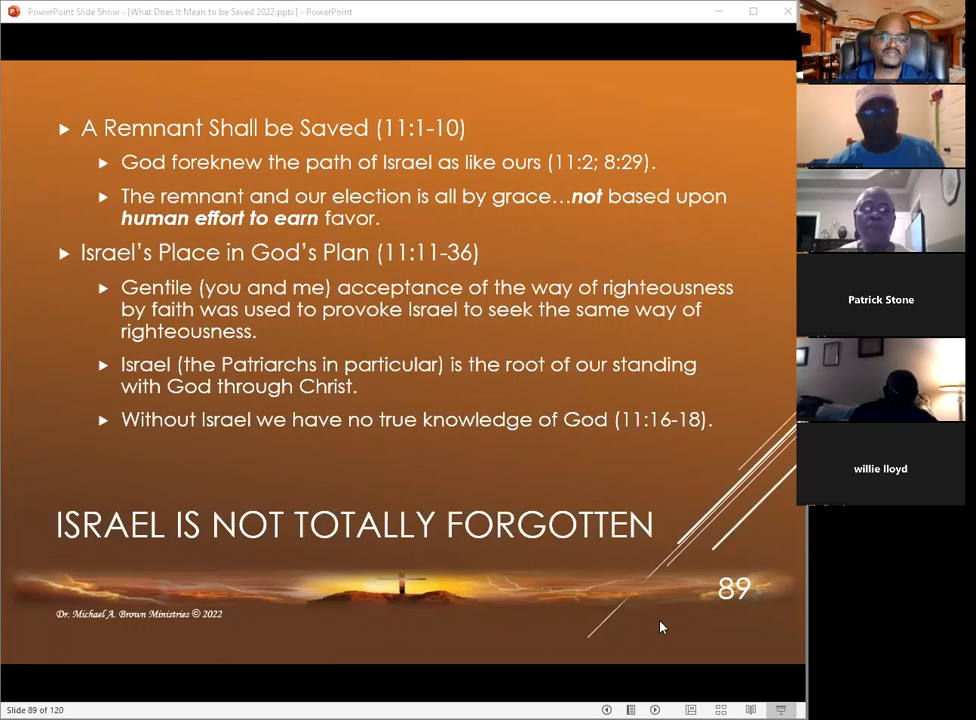 PowerPoint Slide Show - [What Does It Mean to be Saved 2022.ppb:] - PowerPoint
A Remnant Shall be Saved (11:1-10)
God foreknew the path of Israel as like ours (11:2; 8:29).
The remnant and our election is all by grace…not based upon
human effort to earn favor.
Israel's Place in God's Plan (11:11-36)
Gentile (you and me) acceptance of the way of righteousness
by faith was used to provoke Israel to seek the same way of
righteousness.
Israel (the Patriarchs in particular) is the root of our standing
with God through Christ.
Without Israel we have no true knowledge of God (11:16-18).
ISRAEL IS NOT TOTALLY FORGOTTEN
89
Dr. Michael A. Brown Ministries © 2022
Slide 89 of 120
Patrick Stone
willie lloyd